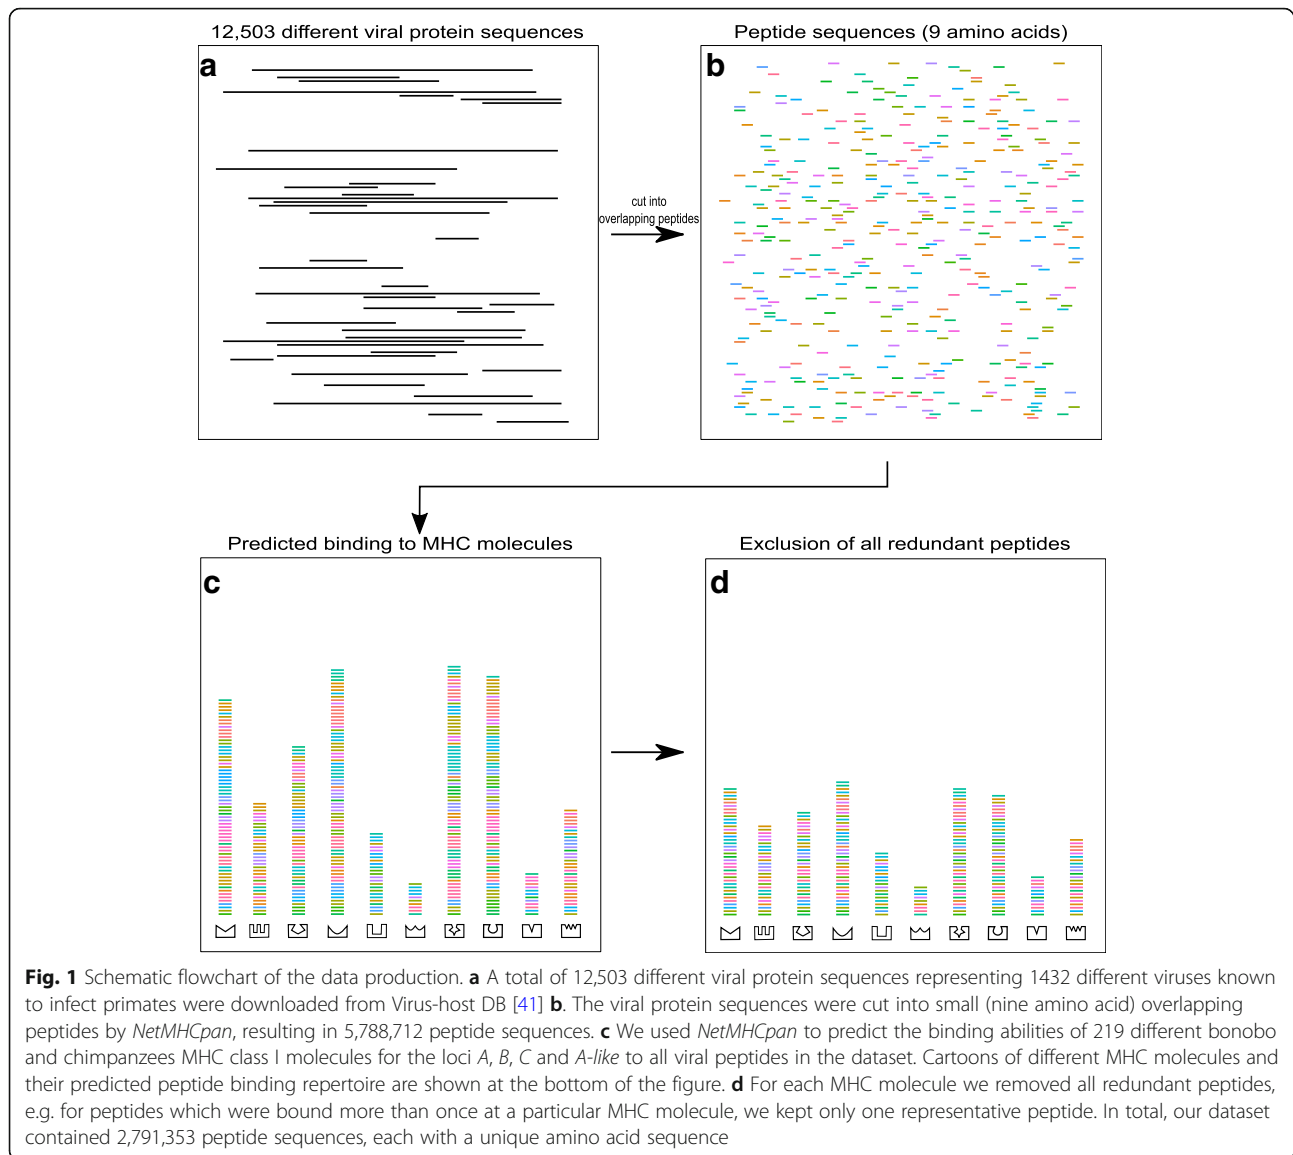 12,503 different viral protein sequences
a
cut into
overlapping peptides
Peptide sequences (9 amino acids)
b
Predicted binding to MHC molecules
c
Exclusion of all redundant peptides
d
Fig. 1 Schematic flowchart of the data production. a A total of 12,503 different viral protein sequences representing 1432 different viruses known
to infect primates were downloaded from Virus-host DB [41] b. The viral protein sequences were cut into small (nine amino acid) overlapping
peptides by NetMHCpan, resulting in 5,788,712 peptide sequences. c We used NetMHCpan to predict the binding abilities of 219 different bonobo
and chimpanzees MHC class I molecules for the loci A, B, C and A-like to all viral peptides in the dataset. Cartoons of different MHC molecules and
their predicted peptide binding repertoire are shown at the bottom of the figure. d For each MHC molecule we removed all redundant peptides,
e.g. for peptides which were bound more than once at a particular MHC molecule, we kept only one representative peptide. In total, our dataset
contained 2,791,353 peptide sequences, each with a unique amino acid sequence